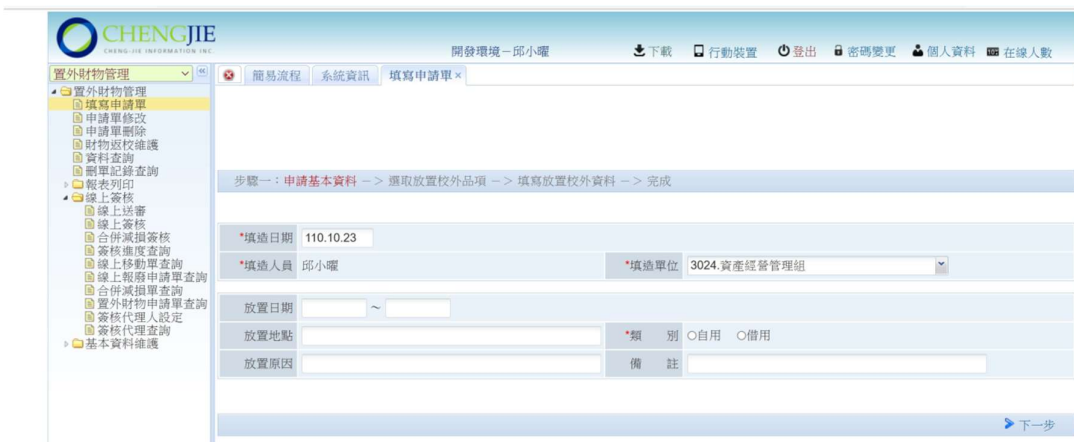 CHENGJIE
CHENG-JIE INFORMATION INC.
開發環境－邱小曜
下載 行動裝置 登出 密碼變更 個人資料 在線人數
置外財物管理
簡易流程 系統資訊 填寫申請單×
置外財物管理
填寫申請單
申請單修改
申請單刪除
財物返校維護
資料查詢
刪單記錄查詢
報表列印
線上簽核
線上送審
線上簽核
合併減損簽核
簽核進度查詢
線上移動單查詢
線上報廢申請單查詢
合併減損單查詢
置外財物申請單查詢
簽核代理人設定
簽核代理查詢
基本資料維護
步驟一：申請基本資料 －> 選取放置校外品項 －> 填寫放置校外資料 －> 完成
*填造日期 110.10.23
*填造人員 邱小曜 *填造單位 3024.資產經營管理組
放置日期 ～
放置地點 *類 別 ○自用 ○借用
放置原因 備 註
下一步